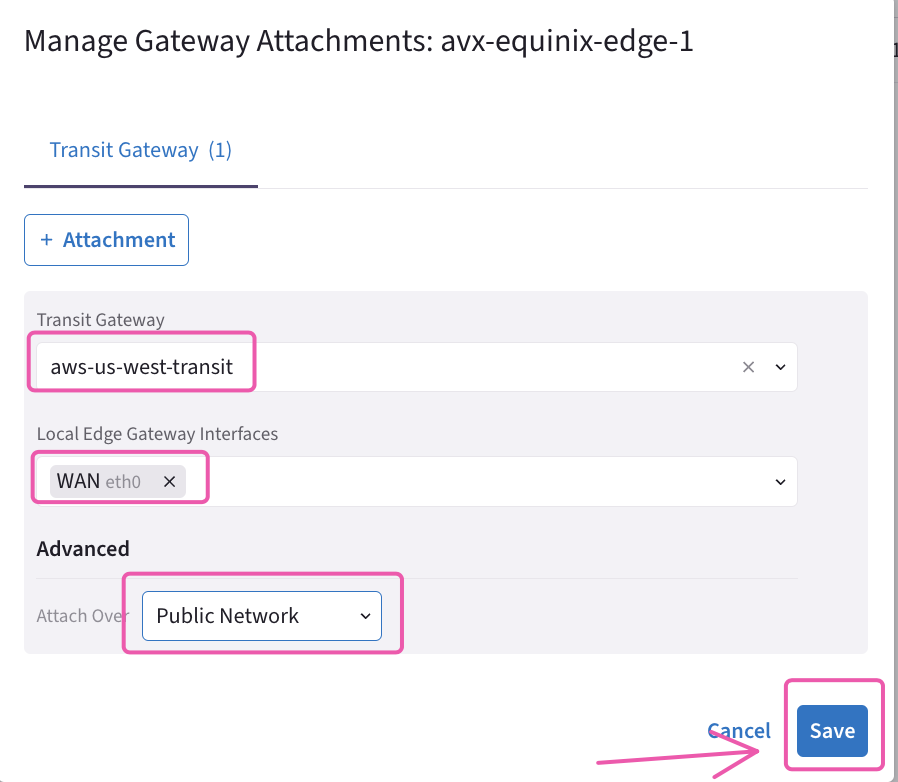 Manage Gateway Attachments: avx-equinix-edge-1
Transit Gateway (1)
+ Attachment
Transit Gateway
aws-us-west-transit
Local Edge Gateway Interfaces
WAN eth0
Advanced
Attach Over Public Network
Cancel Save